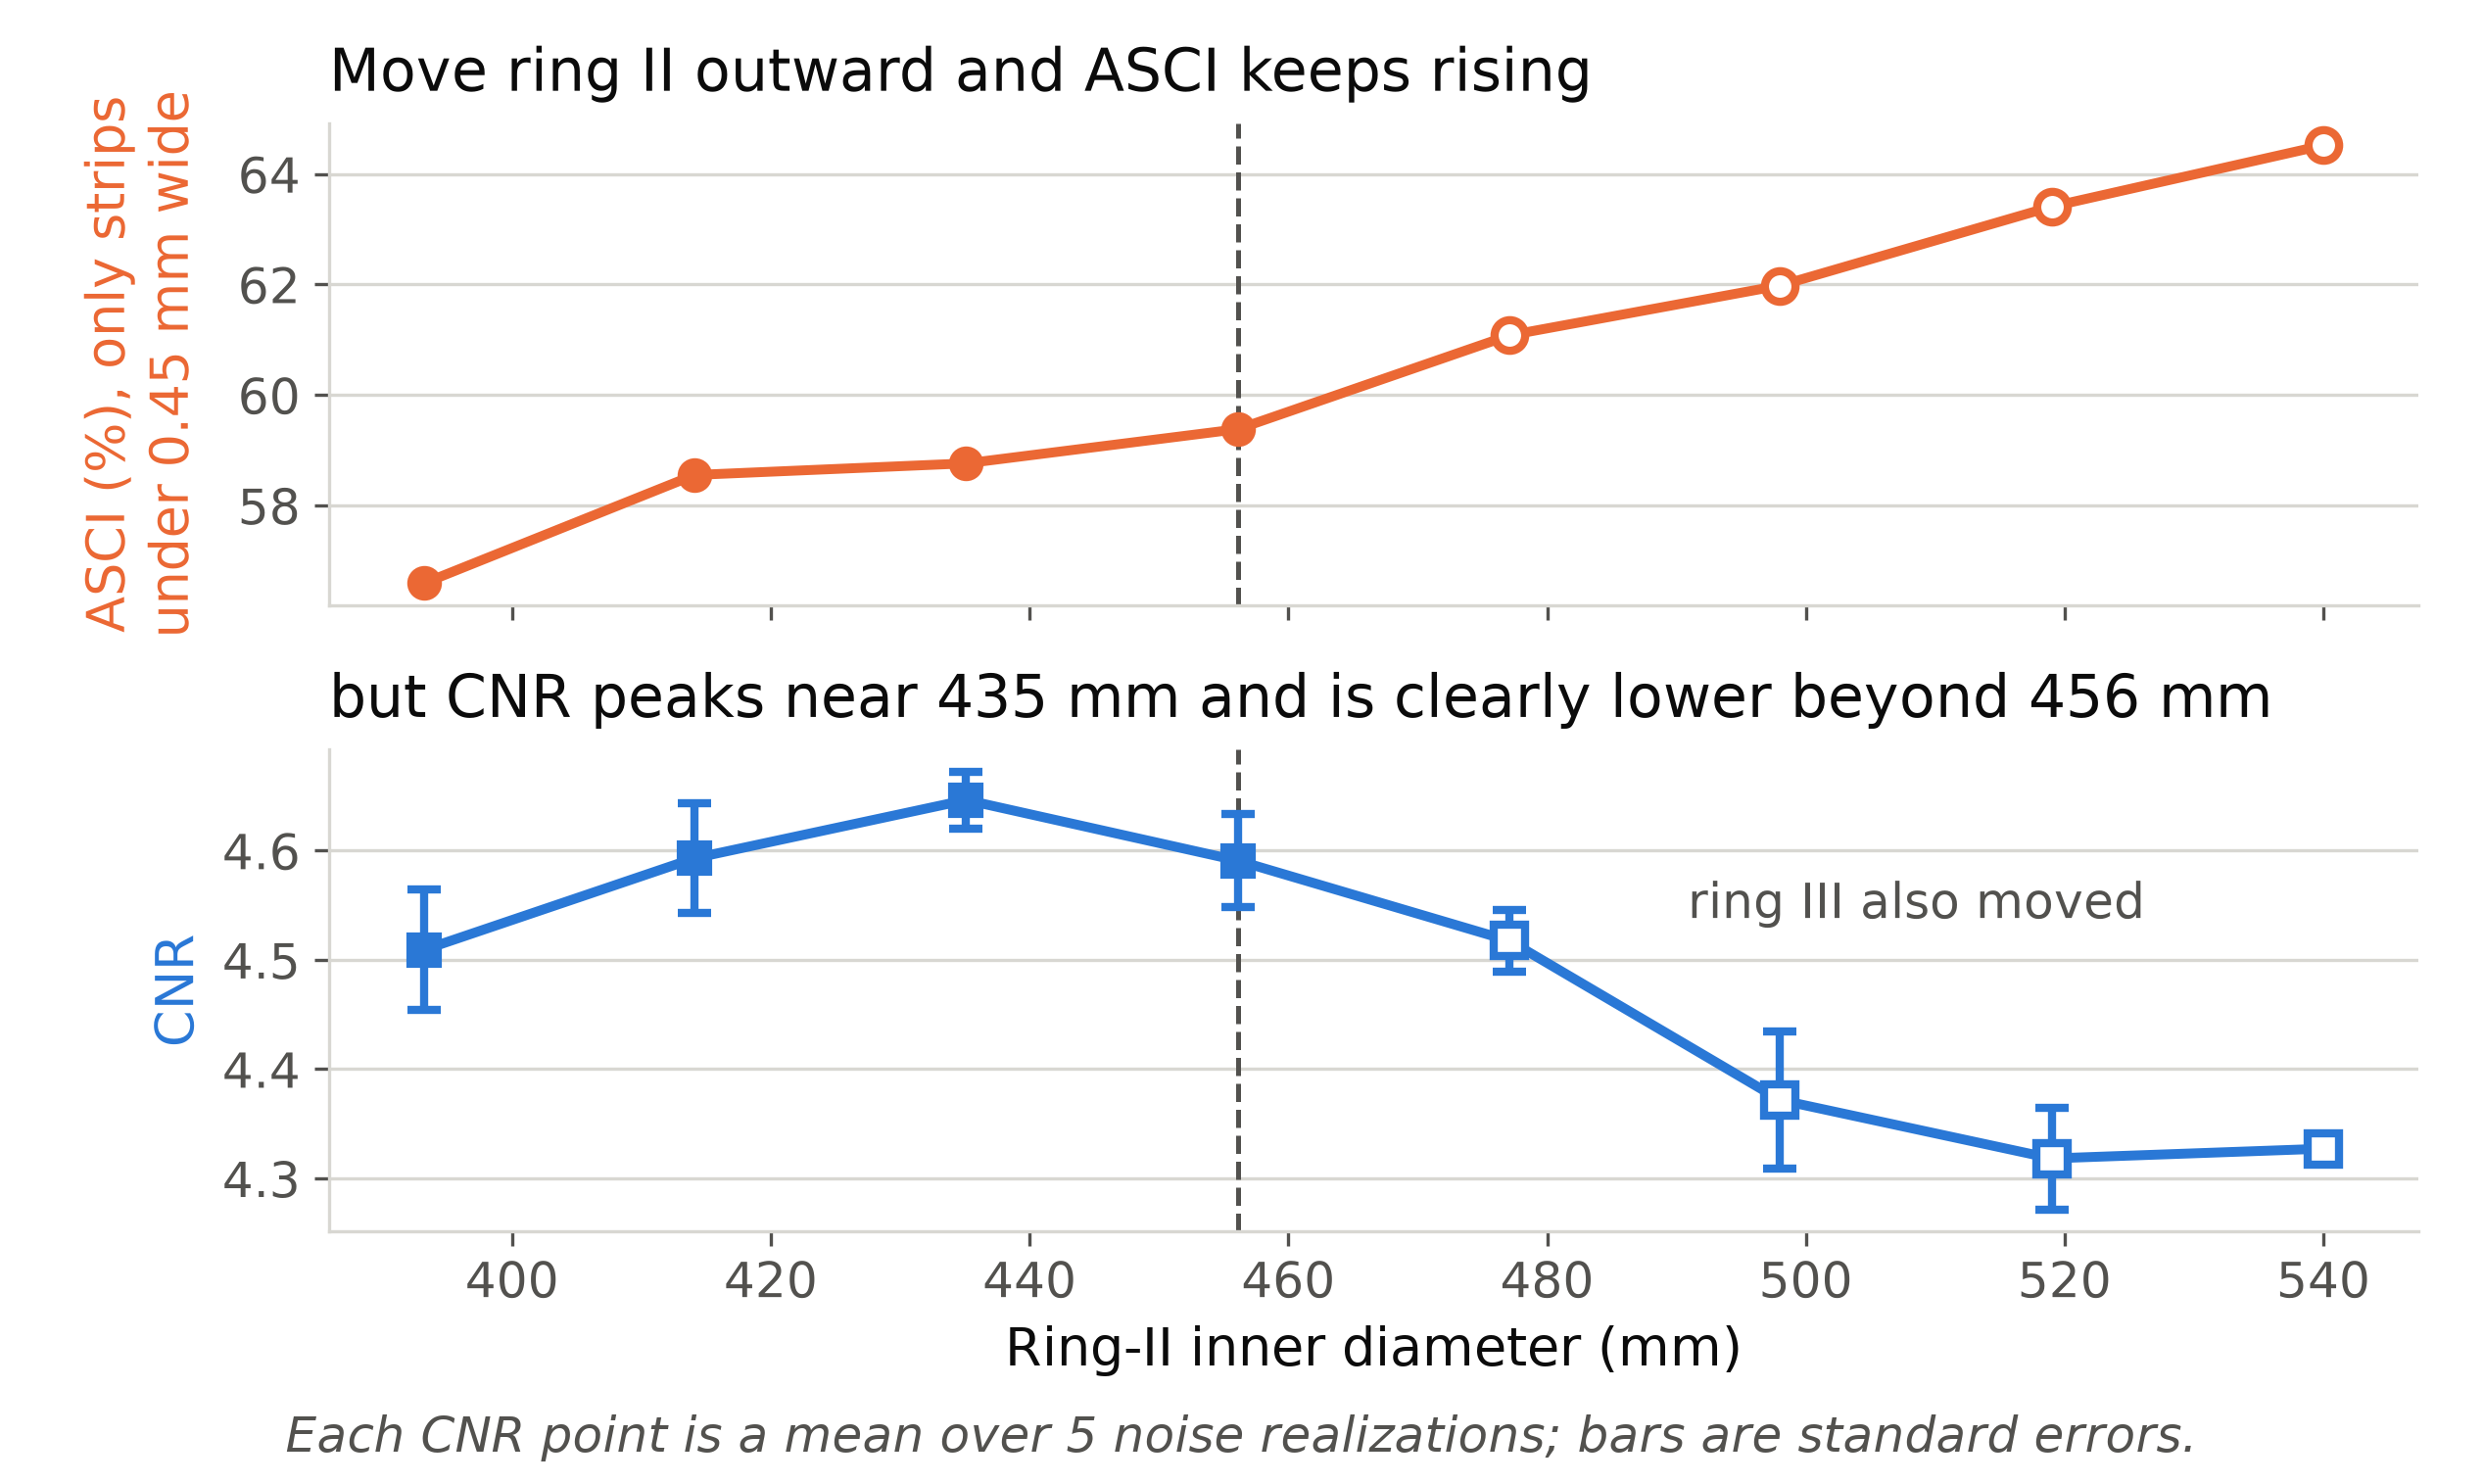 Move ring II outward and ASCI keeps rising
ASCI (%), only strips
under 0.45 mm wide
64
62
60
58
but CNR peaks near 435 mm and is clearly lower beyond 456 mm
CNR
4.6
4.5
4.4
4.3
ring III also moved
400 420 440 460 480 500 520 540
Ring-II inner diameter (mm)
Each CNR point is a mean over 5 noise realizations; bars are standard errors.